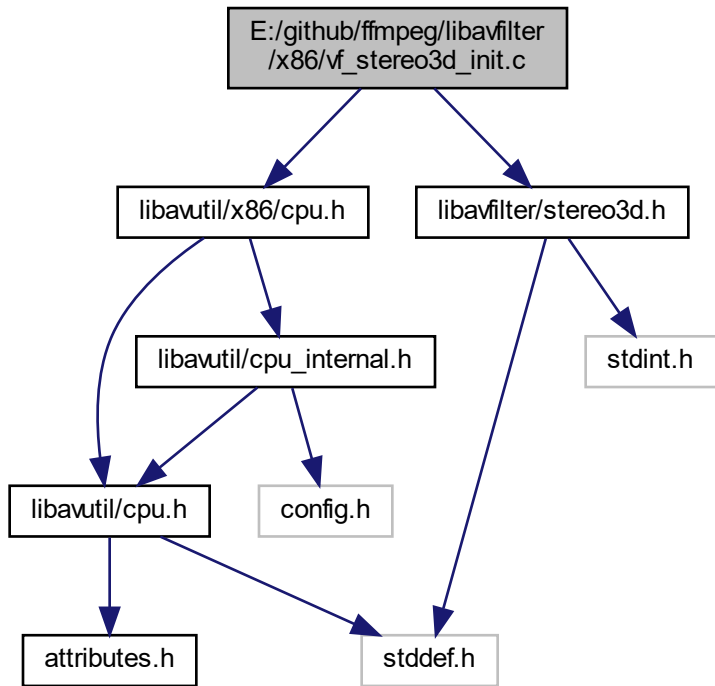 E:/github/ffmpeg/libavfilter
/x86/vf_stereo3d_init.c
libavutil/x86/cpu.h
libavfilter/stereo3d.h
libavutil/cpu_internal.h
stdint.h
libavutil/cpu.h
config.h
attributes.h
stddef.h